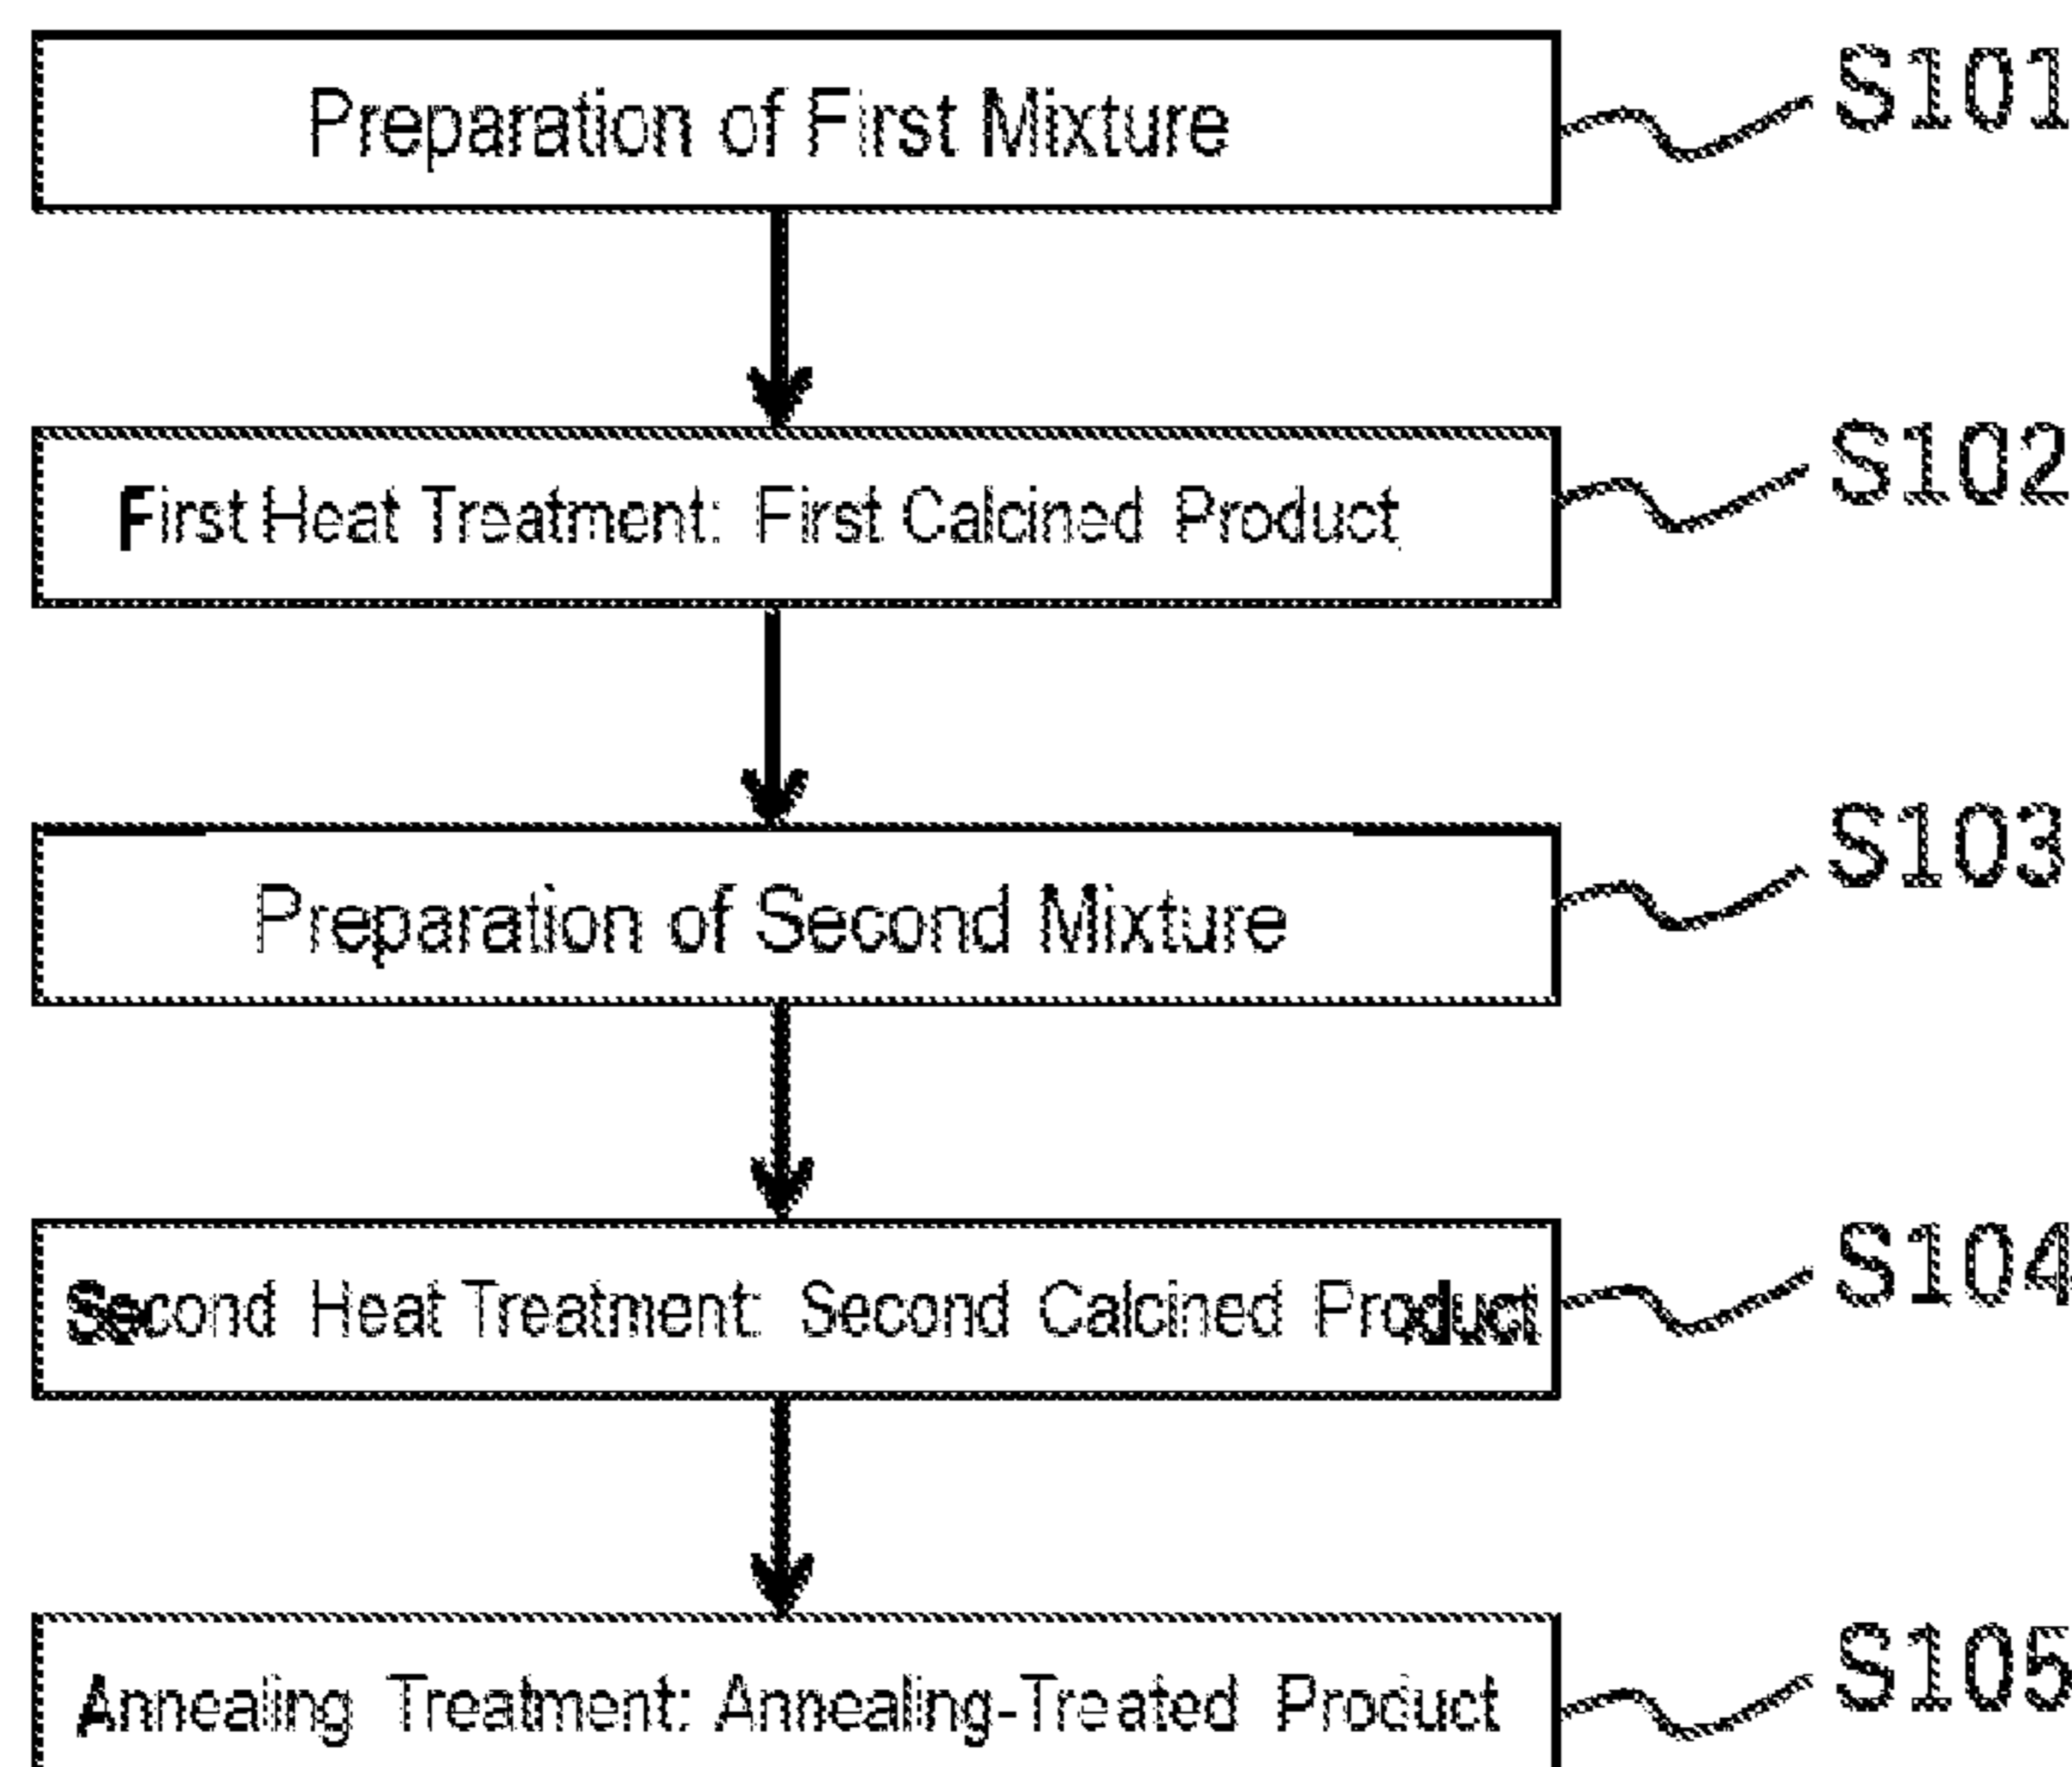 Preparation of First Mixture
S101
First Heat Treatment: First Calcined Product
S102
Preparation of Second Mixture
S103
Second Heat Treatment: Second Calcined Product
S104
Annealing Treatment: Annealing-Treated Product
S105